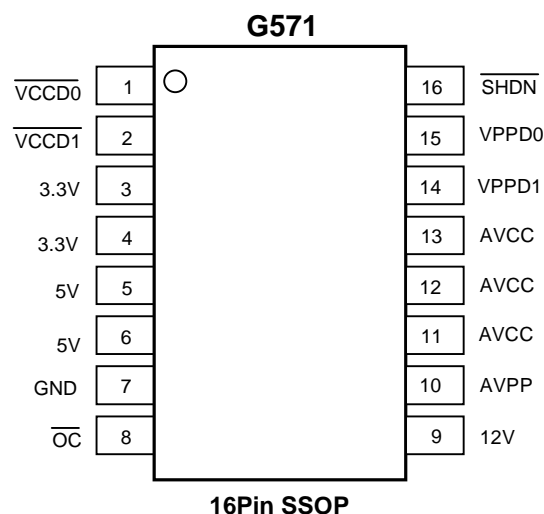 G571
VCCD0 1 16 SHDN
VCCD1 2 15 VPPD0
3.3V 3 14 VPPD1
3.3V 4 13 AVCC
5V 5 12 AVCC
5V 6 11 AVCC
GND 7 10 AVPP
OC 8 9 12V
16Pin SSOP